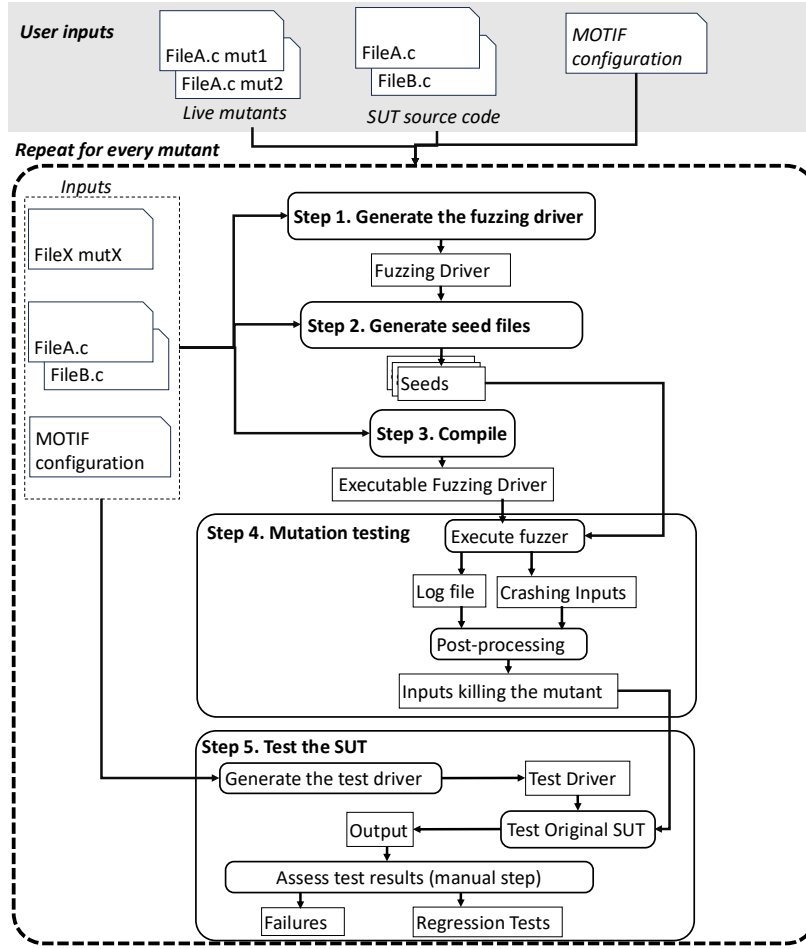 User inputs
FileA.c mut1
FileA.c mut2
Live mutants
FileA.c
FileB.c
SUT source code
MOTIF
configuration
Repeat for every mutant
Inputs
FileX mutX
FileA.c
FileB.c
MOTIF
configuration
Step 1. Generate the fuzzing driver
Fuzzing Driver
Step 2. Generate seed files
Seeds
Step 3. Compile
Executable Fuzzing Driver
Step 4. Mutation testing
Execute fuzzer
Log file
Crashing Inputs
Post-processing
Inputs killing the mutant
Step 5. Test the SUT
Generate the test driver
Test Driver
Test Original SUT
Output
Assess test results (manual step)
Failures
Regression Tests